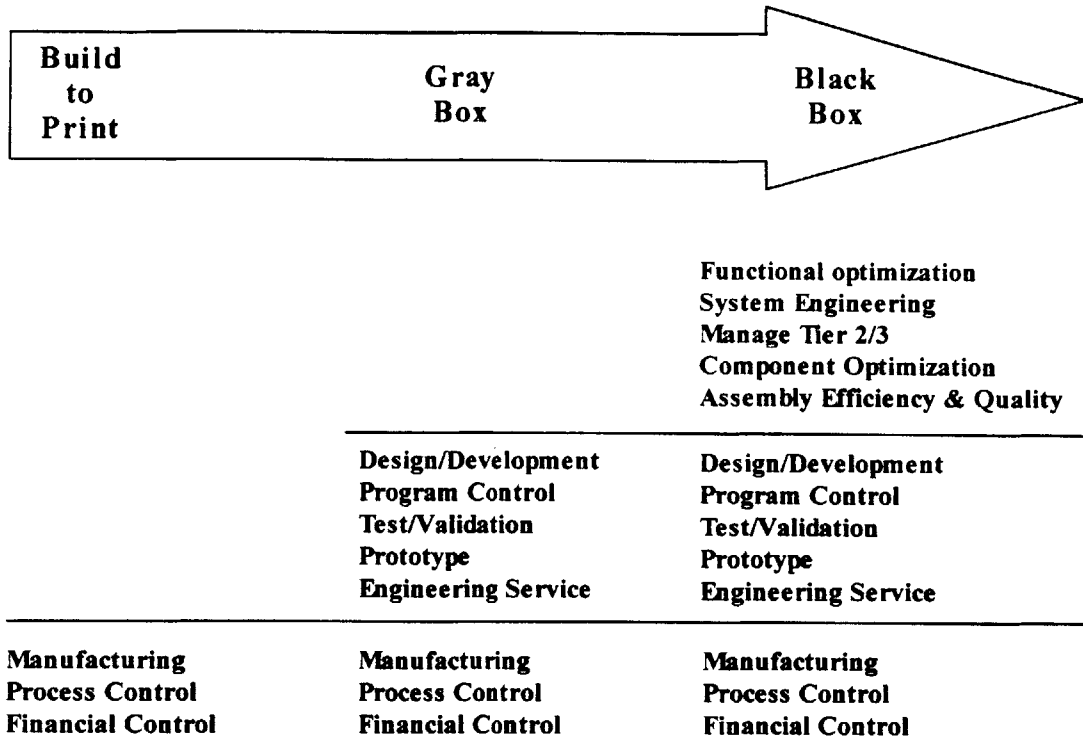 Build
to
Print
Gray
Box
Black
Box
Functional optimization
System Engineering
Manage Tier 2/3
Component Optimization
Assembly Efficiency & Quality
Design/Development
Program Control
Test/Validation
Prototype
Engineering Service
Design/Development
Program Control
Test/Validation
Prototype
Engineering Service
Manufacturing
Process Control
Financial Control
Manufacturing
Process Control
Financial Control
Manufacturing
Process Control
Financial Control